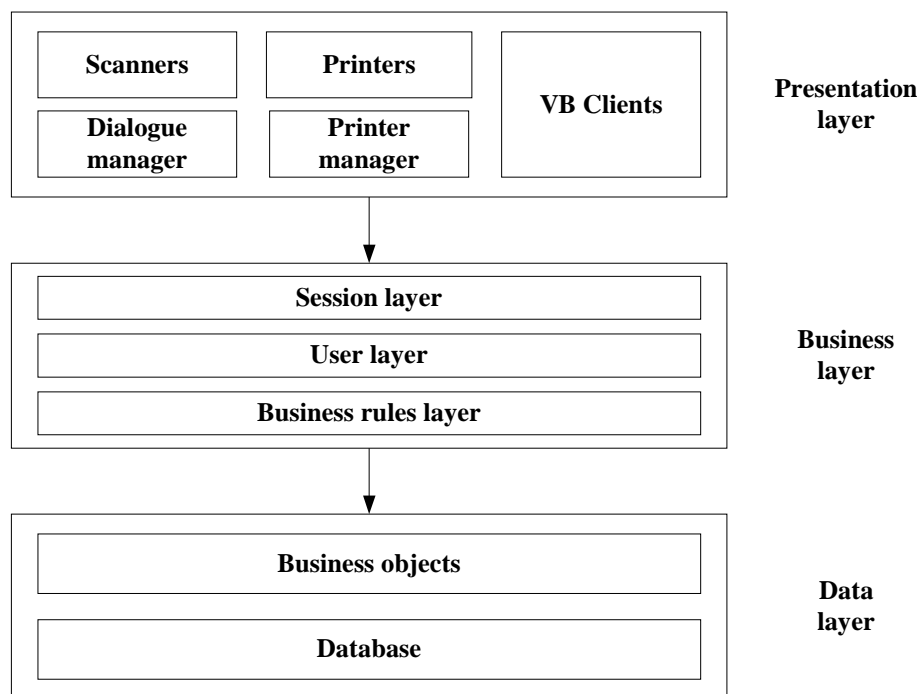 Scanners
Printers
VB Clients
Dialogue
manager
Printer
manager
Presentation
layer
Session layer
User layer
Business rules layer
Business
layer
Business objects
Database
Data
layer